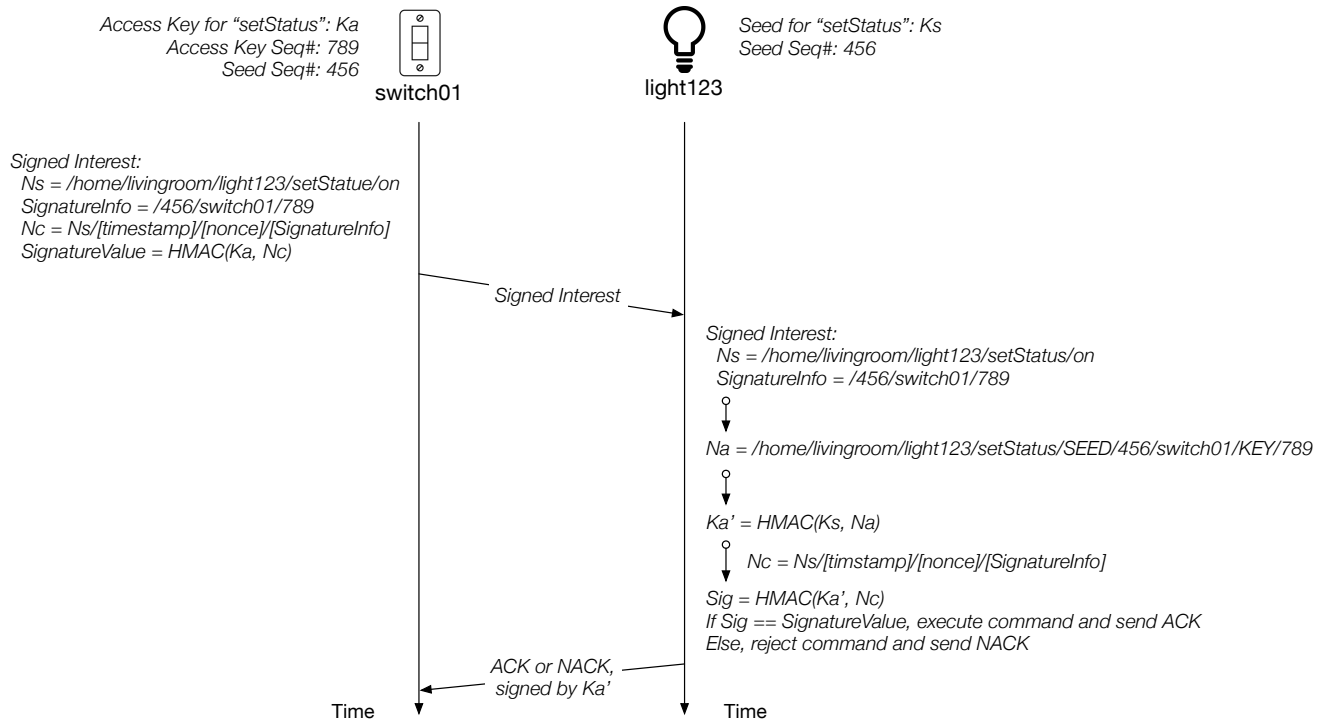 Access Key for “setStatus”: Ka
Access Key Seq#: 789
Seed Seq#: 456
switch01
Seed for “setStatus”: Ks
Seed Seq#: 456
light123
Signed Interest:
Ns = /home/livingroom/light123/setStatue/on
SignatureInfo = /456/switch01/789
Nc = Ns/[timestamp]/[nonce]/[SignatureInfo]
SignatureValue = HMAC(Ka, Nc)
Signed Interest
Signed Interest:
Ns = /home/livingroom/light123/setStatus/on
SignatureInfo = /456/switch01/789
Na = /home/livingroom/light123/setStatus/SEED/456/switch01/KEY/789
Ka’ = HMAC(Ks, Na)
Nc = Ns/[timstamp]/[nonce]/[SignatureInfo]
Sig = HMAC(Ka’, Nc)
If Sig == SignatureValue, execute command and send ACK
Else, reject command and send NACK
ACK or NACK,
signed by Ka’
Time
Time